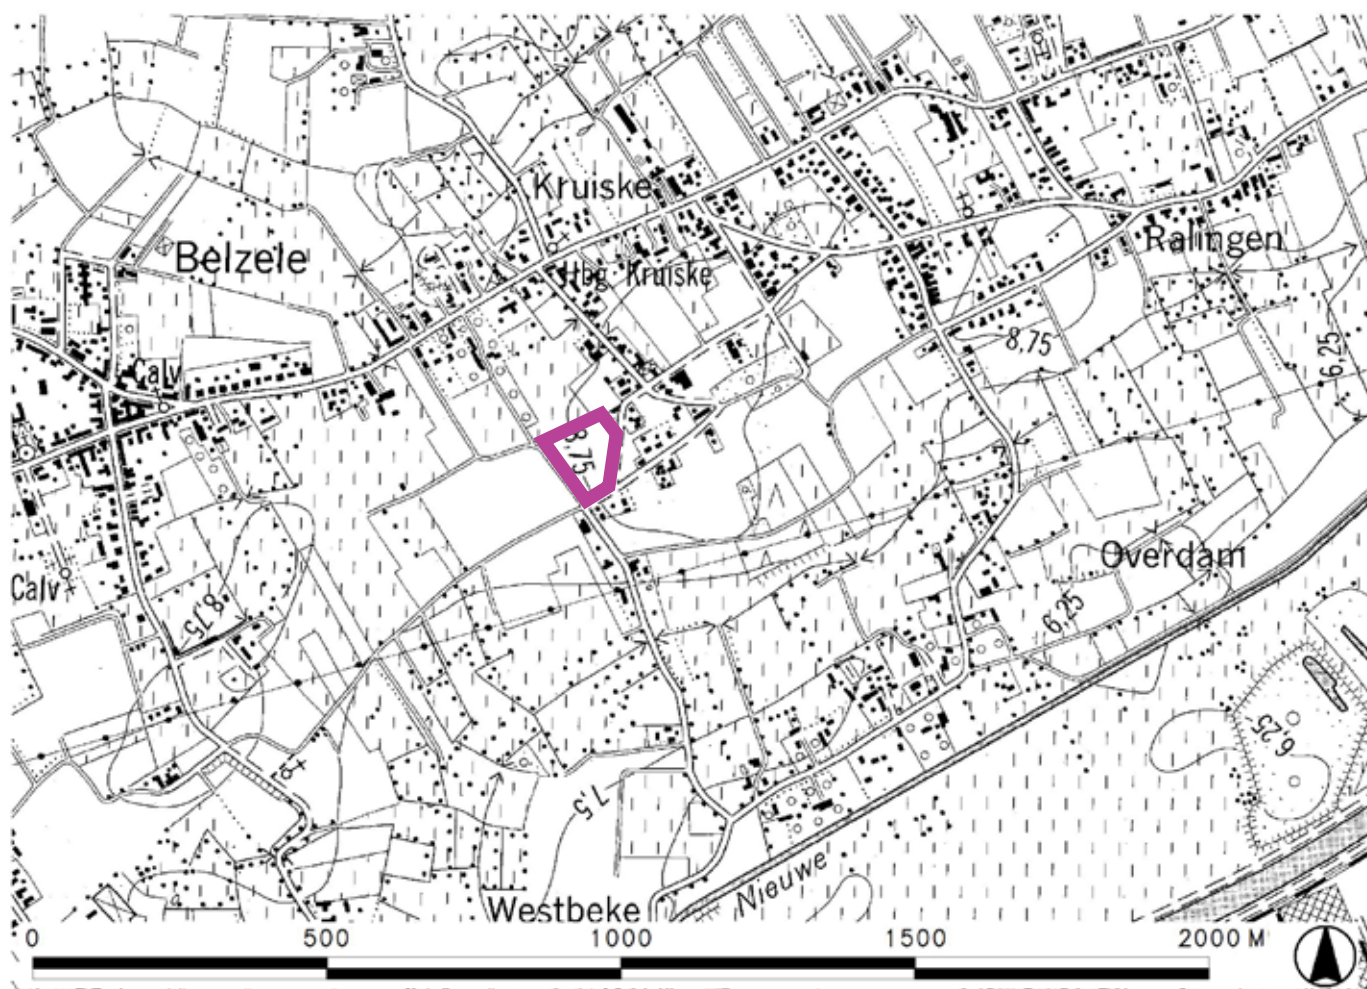 Kruiske
Belzele
Hbg Kruiske
Ralingen
8,75
6,25
Calv
8,75
Overdam
Calv
8,75
6,25
6,25
7,5
Nieuwe
Westbeke
0 500 1000 1500 2000 M